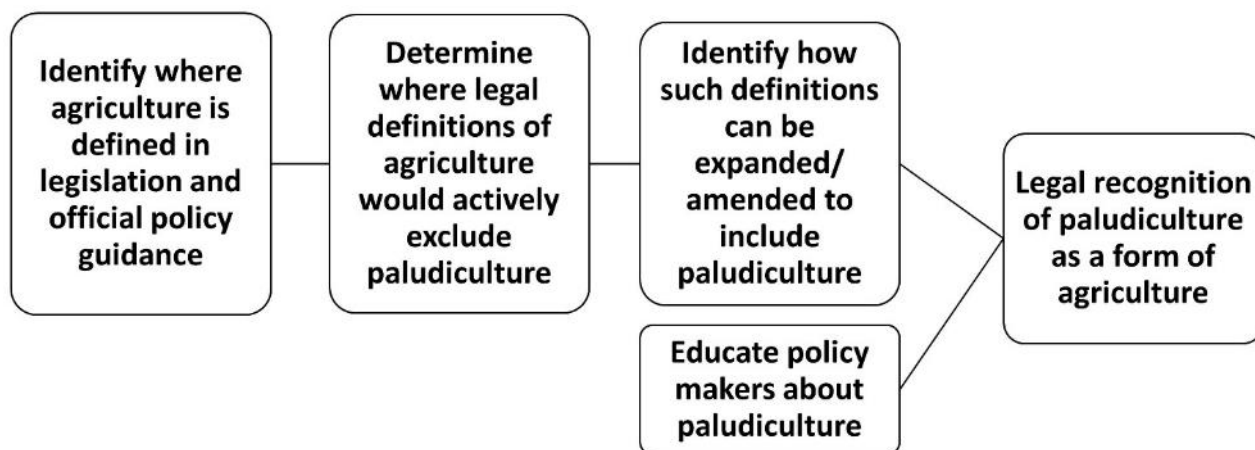 Identify where
agriculture is
defined in
legislation and
official policy
guidance
Determine
where legal
definitions of
agriculture
would actively
exclude
paludiculture
Identify how
such definitions
can be
expanded/
amended to
include
paludiculture
Educate policy
makers about
paludiculture
Legal recognition
of paludiculture
as a form of
agriculture